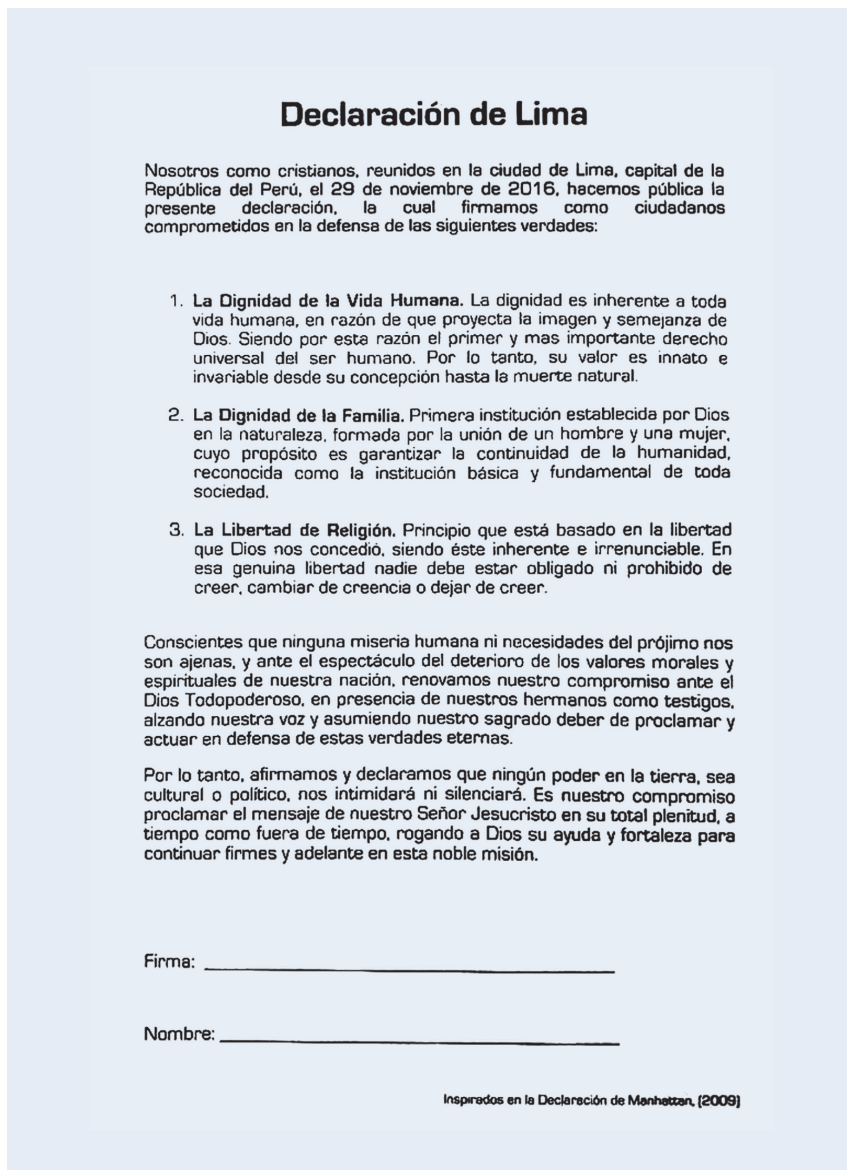 Declaración de Lima
Nosotros como cristianos, reunidos en la ciudad de Lima, capital de la
República del Perú, el 29 de noviembre de 2016, hacemos pública la
presente declaración, la cual firmamos como ciudadanos
comprometidos en la defensa de las siguientes verdades:
1. La Dignidad de la Vida Humana. La dignidad es inherente a toda
vida humana, en razón de que proyecta la imagen y semejanza de
Dios. Siendo por esta razón el primer y mas importante derecho
universal del ser humano. Por lo tanto, su valor es innato e
invariable desde su concepción hasta la muerte natural.
2. La Dignidad de la Familia. Primera institución establecida por Dios
en la naturaleza, formada por la unión de un hombre y una mujer,
cuyo propósito es garantizar la continuidad de la humanidad,
reconocida como la institución básica y fundamental de toda
sociedad.
3. La Libertad de Religión. Principio que está basado en la libertad
que Dios nos concedió, siendo éste inherente e irrenunciable. En
esa genuina libertad nadie debe estar obligado ni prohibido de
creer, cambiar de creencia o dejar de creer.
Conscientes que ninguna miseria humana ni necesidades del prójimo nos
son ajenas, y ante el espectáculo del deterioro de los valores morales y
espirituales de nuestra nación, renovamos nuestro compromiso ante el
Dios Todopoderoso, en presencia de nuestros hermanos como testigos,
alzando nuestra voz y asumiendo nuestro sagrado deber de proclamar y
actuar en defensa de estas verdades eternas.
Por lo tanto, afirmamos y declaramos que ningún poder en la tierra, sea
cultural o político, nos intimidará ni silenciará. Es nuestro compromiso
proclamar el mensaje de nuestro Señor Jesucristo en su total plenitud, a
tiempo como fuera de tiempo, rogando a Dios su ayuda y fortaleza para
continuar firmes y adelante en esta noble misión.
Firma:
Nombre:
Inspirados en la Declaración de Manhattan, (2009)